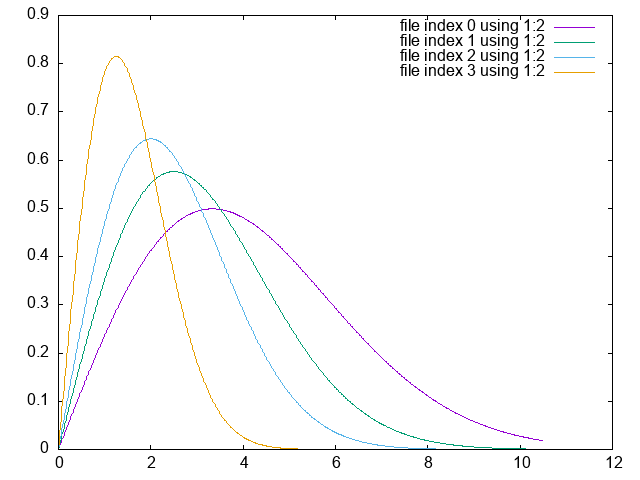 0.9
0.8
0.7
0.6
0.5
0.4
0.3
0.2
0.1
0
0 2 4 6 8 10 12
file index 0 using 1:2
file index 1 using 1:2
file index 2 using 1:2
file index 3 using 1:2